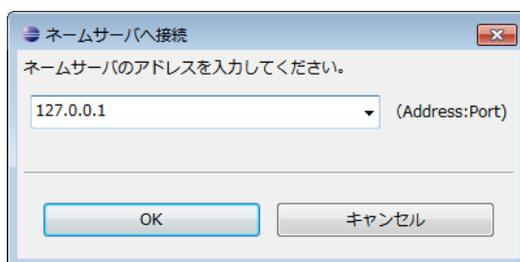 ネームサーバへ接続
ネームサーバのアドレスを入力してください。
127.0.0.1 (Address:Port)
OK キャンセル